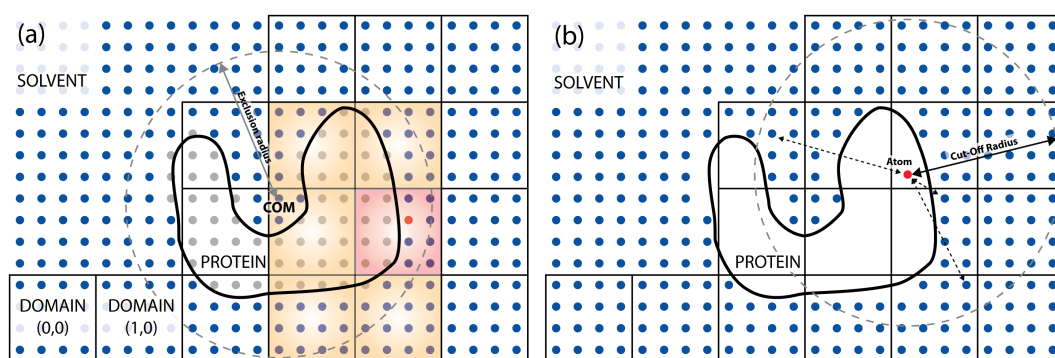 (a)
SOLVENT
Exclusion radius
COM
PROTEIN
DOMAIN
(0,0)
DOMAIN
(1,0)
(b)
SOLVENT
Atom
Cut-Off Radius
PROTEIN